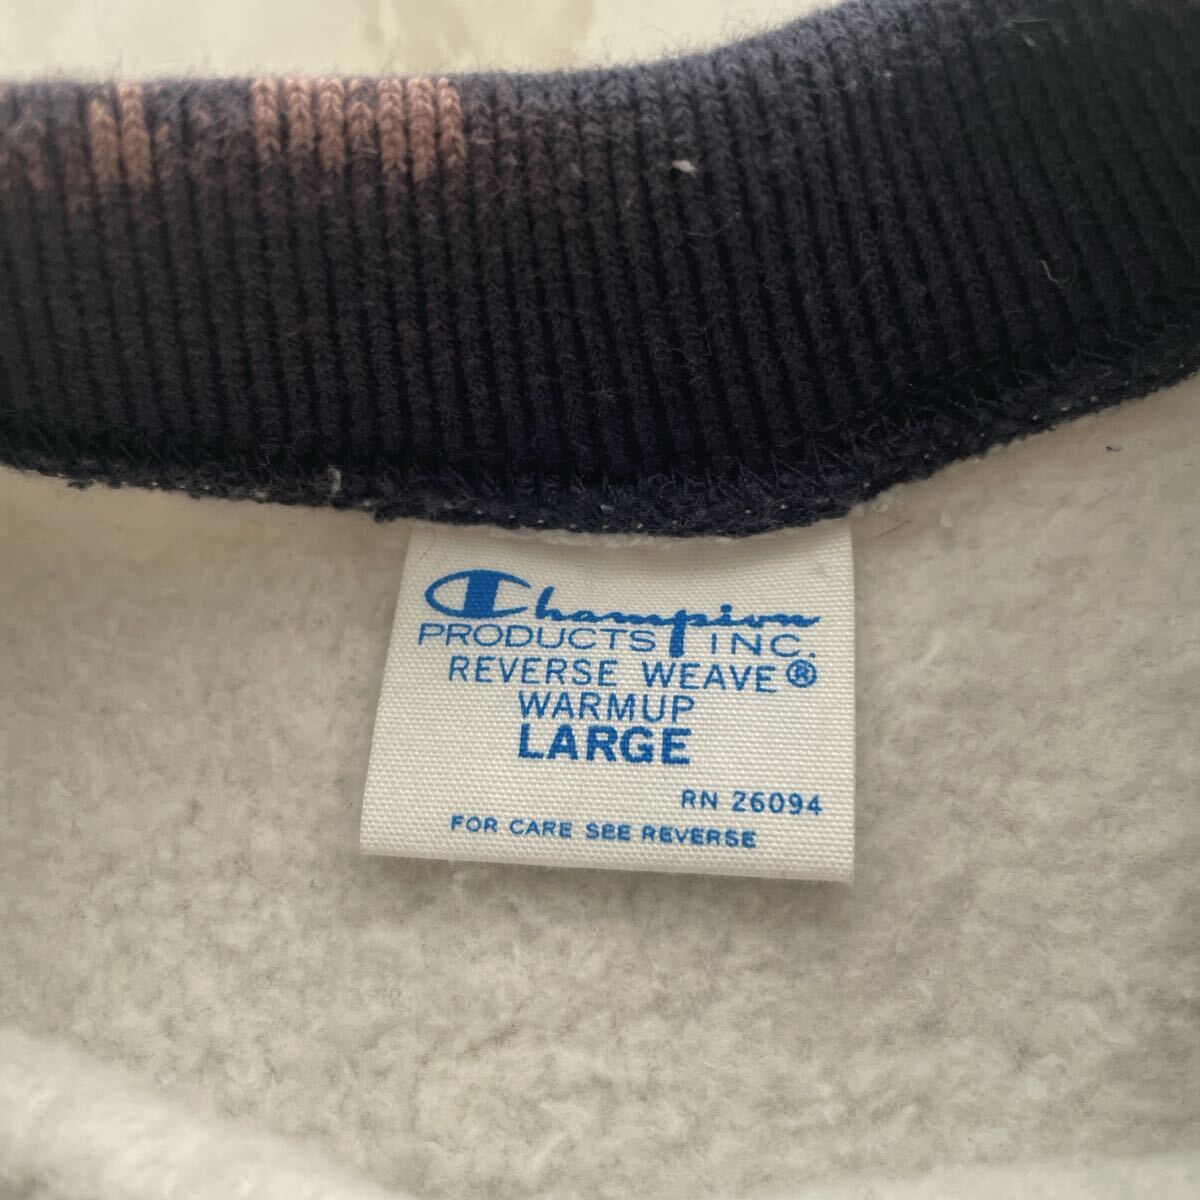 Champion
PRODUCTS INC.
REVERSE WEAVE®
WARMUP
LARGE
RN 26094
FOR CARE SEE REVERSE